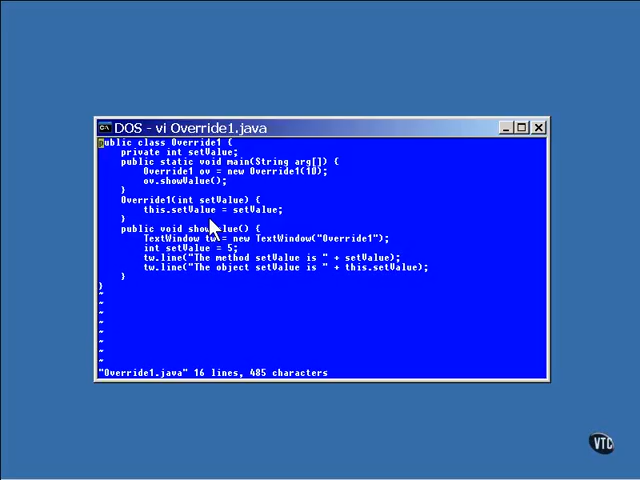 DOS - vi Override1.java
public class Override1 {
private int setValue;
public static void main(String arg[]) {
Override1 ov = new Override1(10);
ov.showValue();
}
Override1(int setValue) {
this.setValue = setValue;
}
public void showValue() {
TextWindow tw = new TextWindow("Override1");
int setValue = 5;
tw.line("The method setValue is " + setValue);
tw.line("The object setValue is " + this.setValue);
}
}
~
~
~
~
~
~
~
~
"Override1.java" 16 lines, 485 characters
VTC